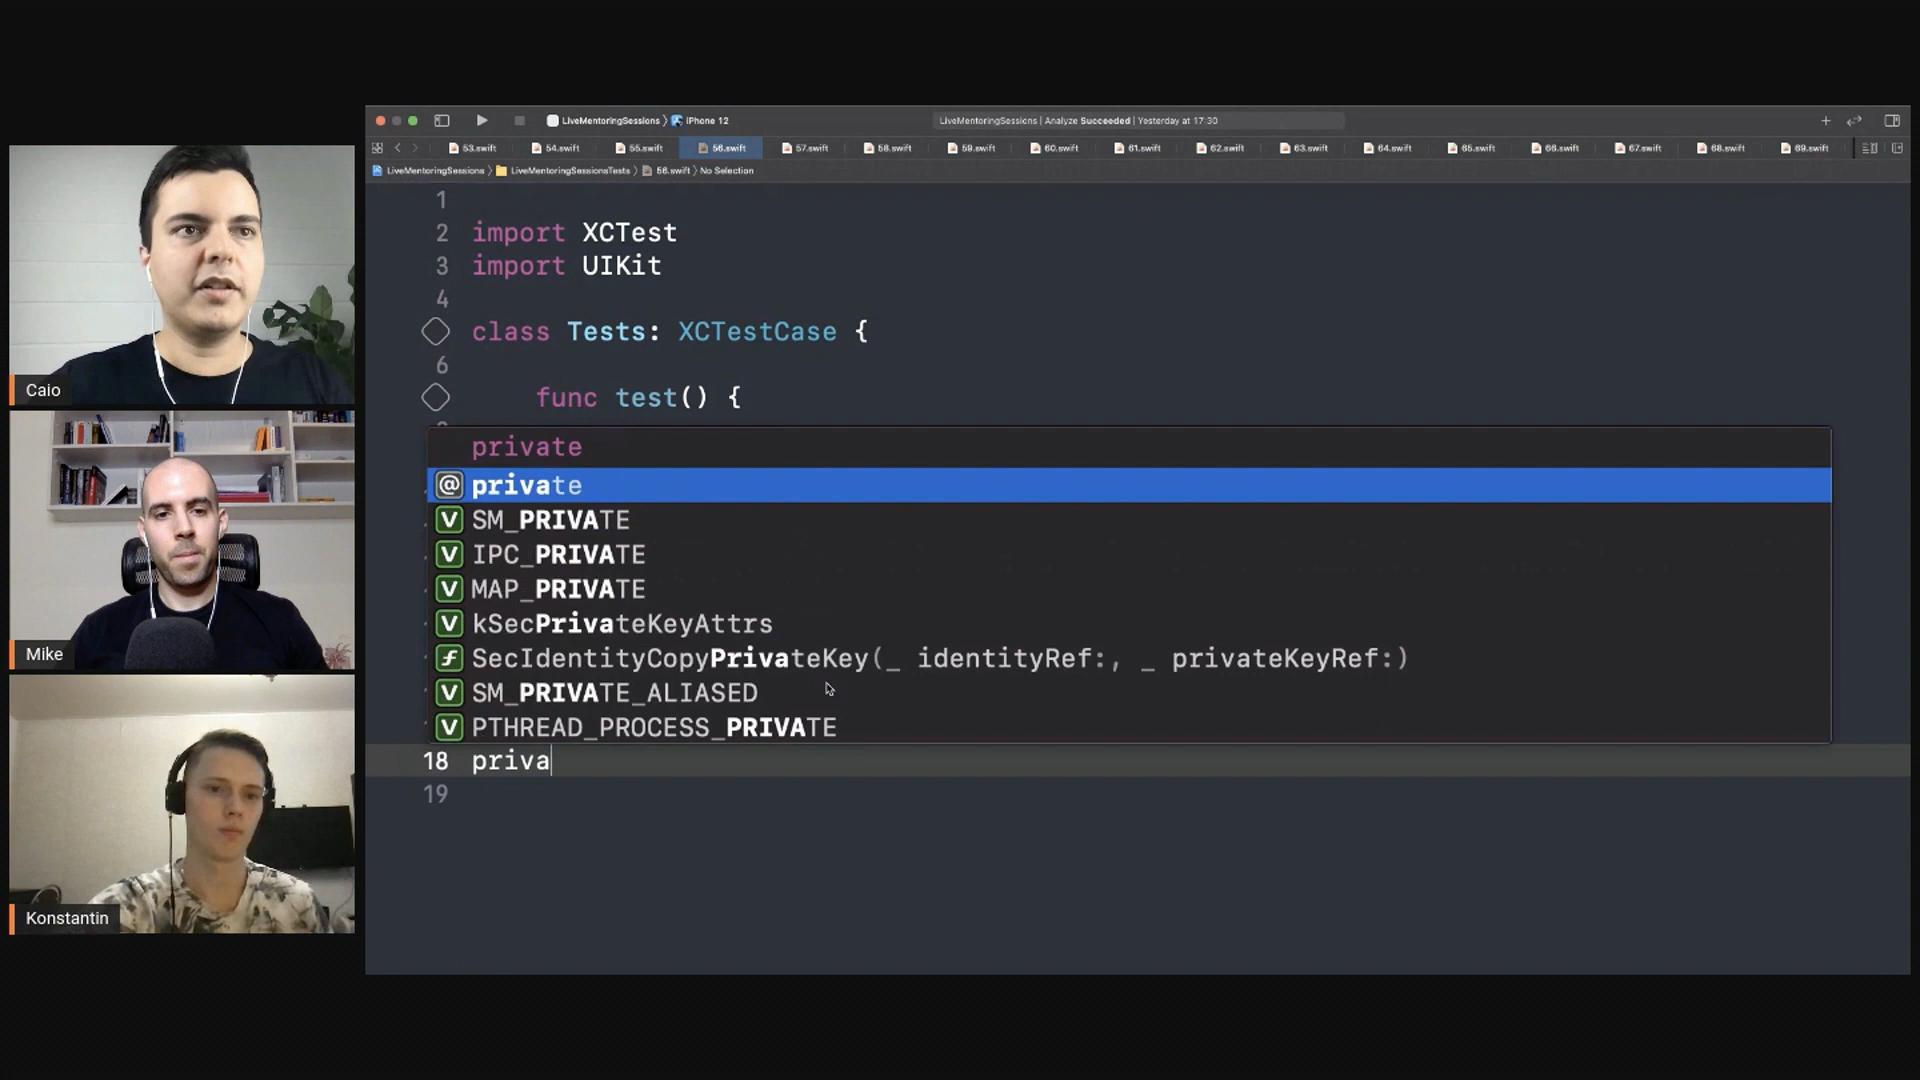 Caio
Mike
Konstantin
LiveMentoringSessions 〉 iPhone 12
LiveMentoringSessions | Analyze Succeeded | Yesterday at 17:30
53.swift 54.swift 55.swift 56.swift 57.swift 58.swift 59.swift 60.swift 61.swift 62.swift 63.swift 64.swift 65.swift 66.swift 67.swift 68.swift 69.swift
LiveMentoringSessions 〉 LiveMentoringSessionsTests 〉 56.swift 〉 No Selection
1
2 import XCTest
3 import UIKit
4
class Tests: XCTestCase {
6
func test() {
private
@ private
V SM_PRIVATE
V IPC_PRIVATE
V MAP_PRIVATE
V kSecPrivateKeyAttrs
f SecIdentityCopyPrivateKey(_ identityRef:, _ privateKeyRef:)
V SM_PRIVATE_ALIASED
V PTHREAD_PROCESS_PRIVATE
18 priva
19